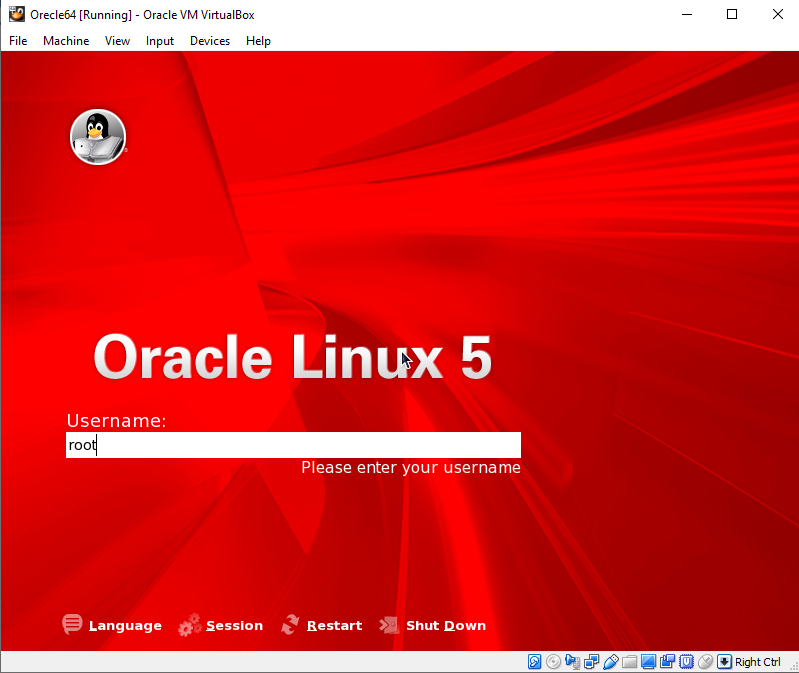 Orecle64 [Running] - Oracle VM VirtualBox
File Machine View Input Devices Help
Oracle Linux 5
Username:
root
Please enter your username
Language Session Restart Shut Down
Right Ctrl